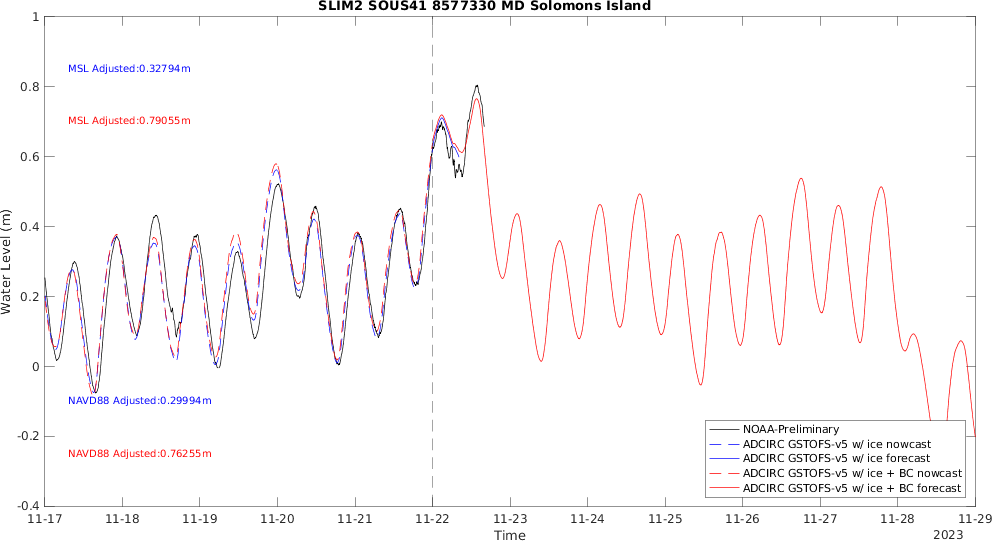 SLIM2 SOUS41 8577330 MD Solomons Island
1
0.8
0.6
0.4
0.2
0
-0.2
-0.4
Water Level (m)
MSL Adjusted:0.32794m
MSL Adjusted:0.79055m
NAVD88 Adjusted:0.29994m
NAVD88 Adjusted:0.76255m
NOAA-Preliminary
ADCIRC GSTOFS-v5 w/ ice nowcast
ADCIRC GSTOFS-v5 w/ ice forecast
ADCIRC GSTOFS-v5 w/ ice + BC nowcast
ADCIRC GSTOFS-v5 w/ ice + BC forecast
11-17 11-18 11-19 11-20 11-21 11-22 11-23 11-24 11-25 11-26 11-27 11-28 11-29
Time
2023